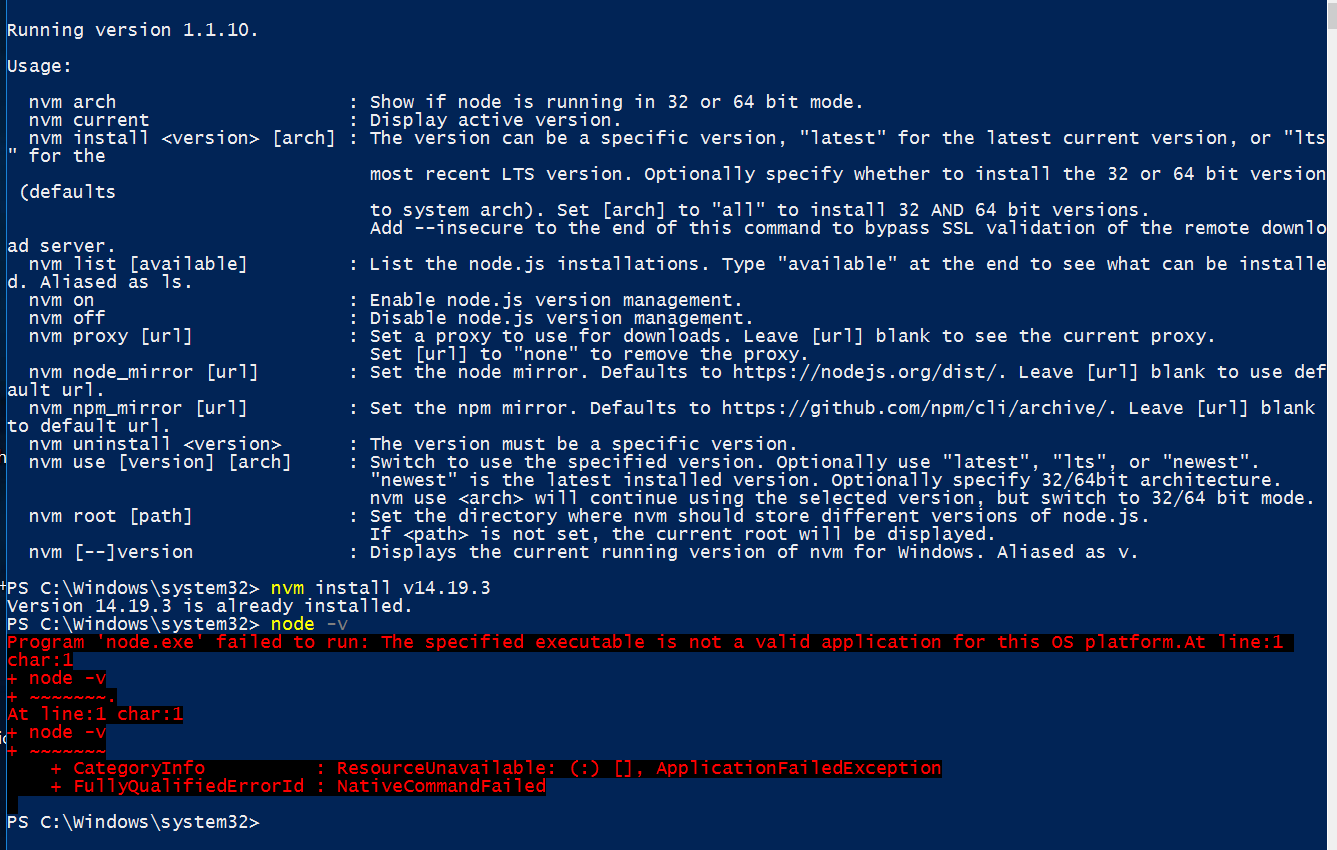 Running version 1.1.10.
Usage:
nvm arch : Show if node is running in 32 or 64 bit mode.
nvm current : Display active version.
nvm install <version> [arch] : The version can be a specific version, "latest" for the latest current version, or "lts
" for the
most recent LTS version. Optionally specify whether to install the 32 or 64 bit version
(defaults
to system arch). Set [arch] to "all" to install 32 AND 64 bit versions.
Add --insecure to the end of this command to bypass SSL validation of the remote downlo
ad server.
nvm list [available] : List the node.js installations. Type "available" at the end to see what can be installe
d. Aliased as ls.
nvm on : Enable node.js version management.
nvm off : Disable node.js version management.
nvm proxy [url] : Set a proxy to use for downloads. Leave [url] blank to see the current proxy.
Set [url] to "none" to remove the proxy.
nvm node_mirror [url] : Set the node mirror. Defaults to https://nodejs.org/dist/. Leave [url] blank to use def
ault url.
nvm npm_mirror [url] : Set the npm mirror. Defaults to https://github.com/npm/cli/archive/. Leave [url] blank
to default url.
nvm uninstall <version> : The version must be a specific version.
nvm use [version] [arch] : Switch to use the specified version. Optionally use "latest", "lts", or "newest".
"newest" is the latest installed version. Optionally specify 32/64bit architecture.
nvm use <arch> will continue using the selected version, but switch to 32/64 bit mode.
nvm root [path] : Set the directory where nvm should store different versions of node.js.
If <path> is not set, the current root will be displayed.
nvm [--]version : Displays the current running version of nvm for Windows. Aliased as v.
PS C:\Windows\system32> nvm install v14.19.3
Version 14.19.3 is already installed.
PS C:\Windows\system32> node -v
Program 'node.exe' failed to run: The specified executable is not a valid application for this OS platform.At line:1
char:1
+ node -v
+ ~~~~~~~.
At line:1 char:1
+ node -v
+ ~~~~~~~
+ CategoryInfo : ResourceUnavailable: (:) [], ApplicationFailedException
+ FullyQualifiedErrorId : NativeCommandFailed
PS C:\Windows\system32>